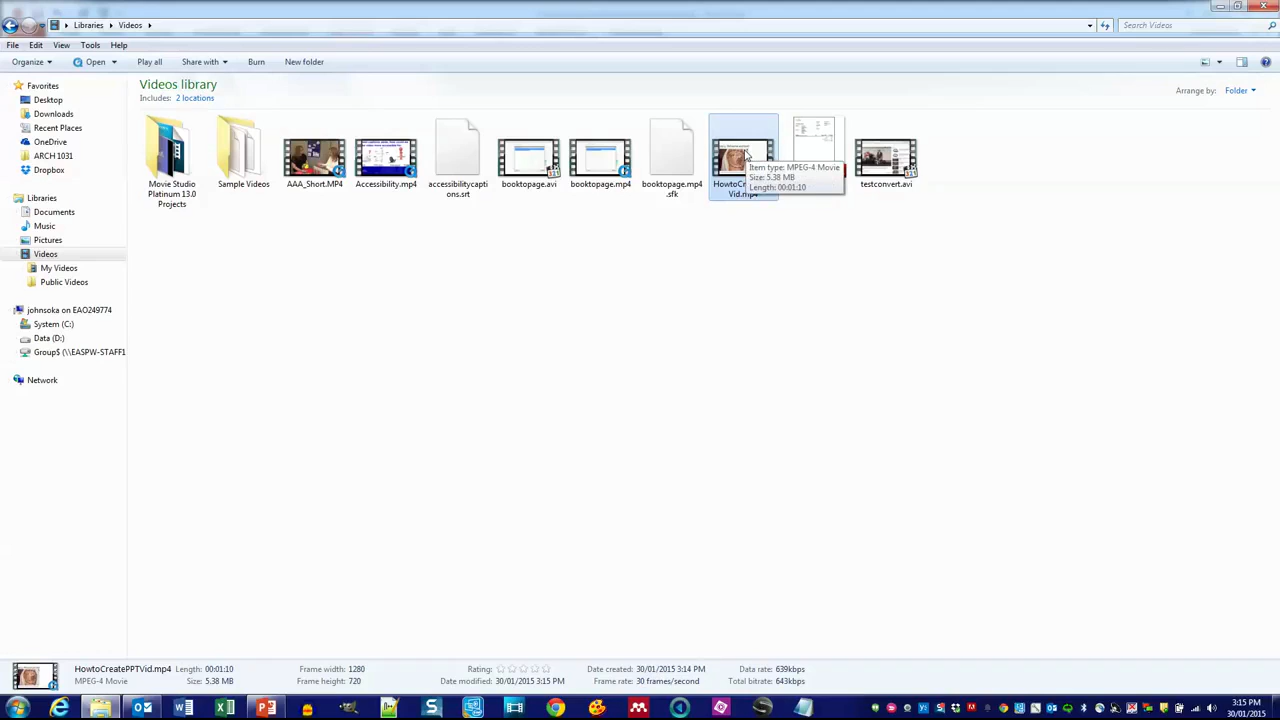 Libraries
Videos
Search Videos
File Edit View Tools Help
Organize Open Play all Share with Burn New folder
Videos library
Includes: 2 locations
Arrange by: Folder
Favorites
Desktop
Downloads
Recent Places
OneDrive
ARCH 1031
Dropbox
Libraries
Documents
Music
Pictures
Videos
My Videos
Public Videos
johnsoka on EAO249774
System (C:)
Data (D:)
Group$ (\\EASPW-STAFF1
Network
Movie Studio
Platinum 13.0
Projects
Sample Videos
AAA_Short.MP4
Accessibility.mp4
accessibilitycapti
ons.srt
booktopage.avi
booktopage.mp4
booktopage.mp4
.sfk
Vid.mp4
Item type: MPEG-4 Movie
Size: 5.38 MB
Length: 00:01:10
testconvert.avi
HowtoCreatePPTVid.mp4 Length: 00:01:10 Frame width: 1280 Rating: Date created: 30/01/2015 3:14 PM Data rate: 639kbps
MPEG-4 Movie Size: 5.38 MB Frame height: 720 Date modified: 30/01/2015 3:15 PM Frame rate: 30 frames/second Total bitrate: 643kbps
3:15 PM
30/01/2015